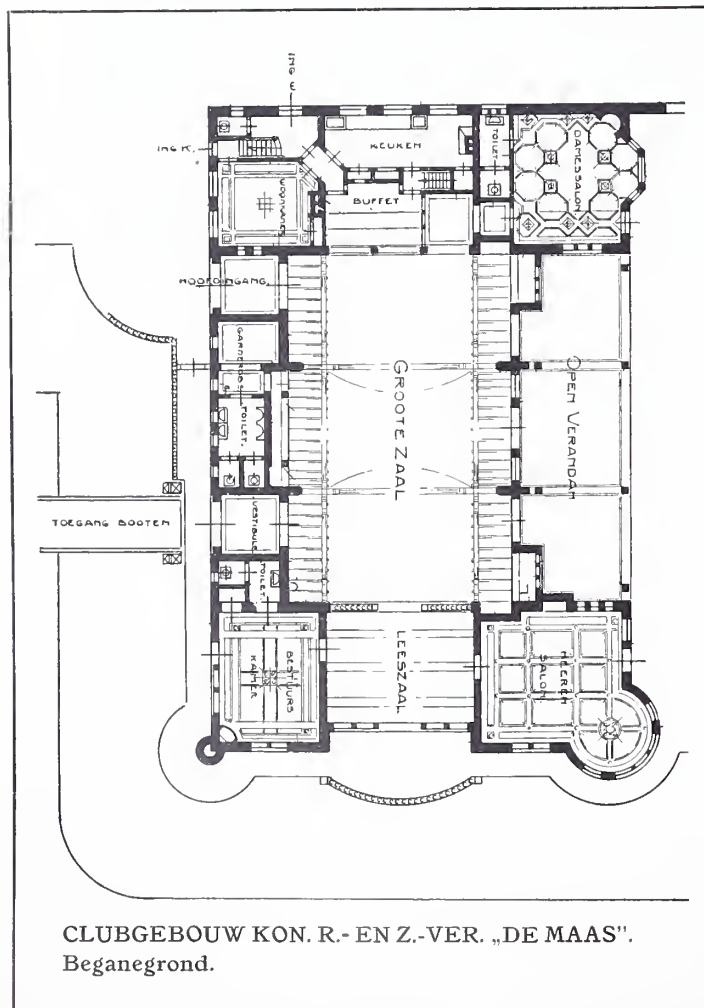 ING E
ING K.
KEUKEN
TOILET
DAMESSALON
WOONKAMER
BUFFET
HOOFDINGANG
GARDEROBE
TOILET.
GROOTE ZAAL
OPEN VERANDAH
TOEGANG BOOTEN
VESTIBULE
TOILET.
BESTUURS
KAMER
LEESZAAL
HEEREN
SALON
CLUBGEBOUW KON. R.- EN Z.-VER. „DE MAAS”.
Beganegrond.